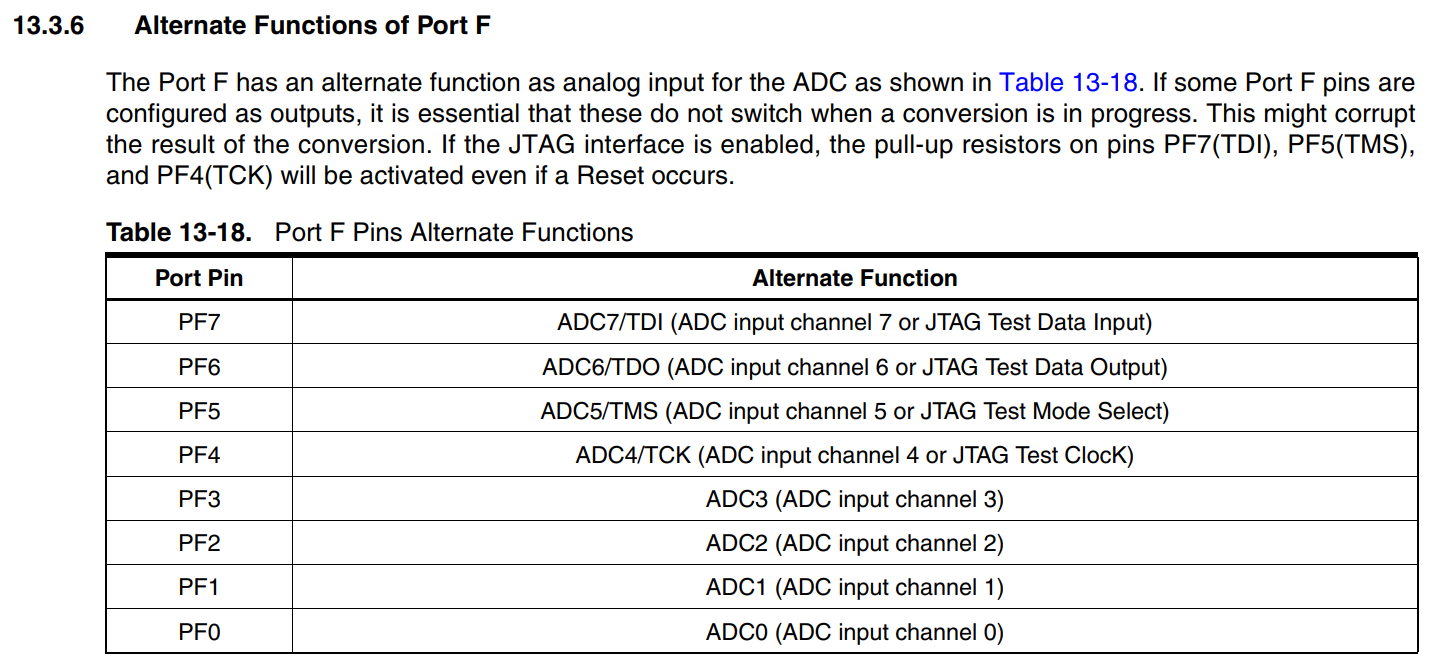 13.3.6 Alternate Functions of Port F
The Port F has an alternate function as analog input for the ADC as shown in Table 13-18. If some Port F pins are
configured as outputs, it is essential that these do not switch when a conversion is in progress. This might corrupt
the result of the conversion. If the JTAG interface is enabled, the pull-up resistors on pins PF7(TDI), PF5(TMS),
and PF4(TCK) will be activated even if a Reset occurs.
Table 13-18. Port F Pins Alternate Functions
Port Pin Alternate Function
PF7 ADC7/TDI (ADC input channel 7 or JTAG Test Data Input)
PF6 ADC6/TDO (ADC input channel 6 or JTAG Test Data Output)
PF5 ADC5/TMS (ADC input channel 5 or JTAG Test Mode Select)
PF4 ADC4/TCK (ADC input channel 4 or JTAG Test ClocK)
PF3 ADC3 (ADC input channel 3)
PF2 ADC2 (ADC input channel 2)
PF1 ADC1 (ADC input channel 1)
PF0 ADC0 (ADC input channel 0)